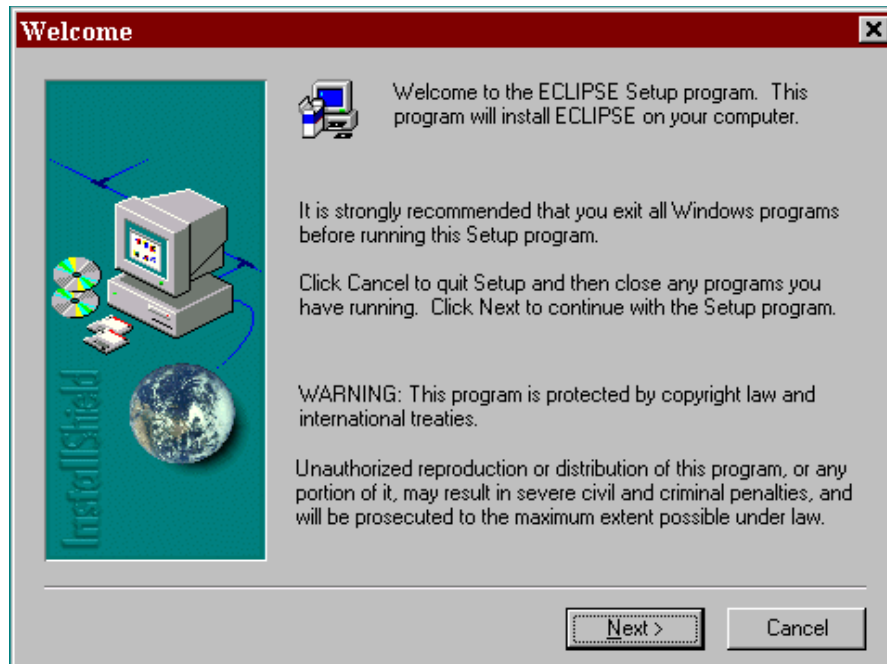 Welcome
Welcome to the ECLIPSE Setup program.  This
program will install ECLIPSE on your computer.
It is strongly recommended that you exit all Windows programs
before running this Setup program.
Click Cancel to quit Setup and then close any programs you
have running.  Click Next to continue with the Setup program.
WARNING: This program is protected by copyright law and
international treaties.
Unauthorized reproduction or distribution of this program, or any
portion of it, may result in severe civil and criminal penalties, and
will be prosecuted to the maximum extent possible under law.
InstallShield
Next >
Cancel